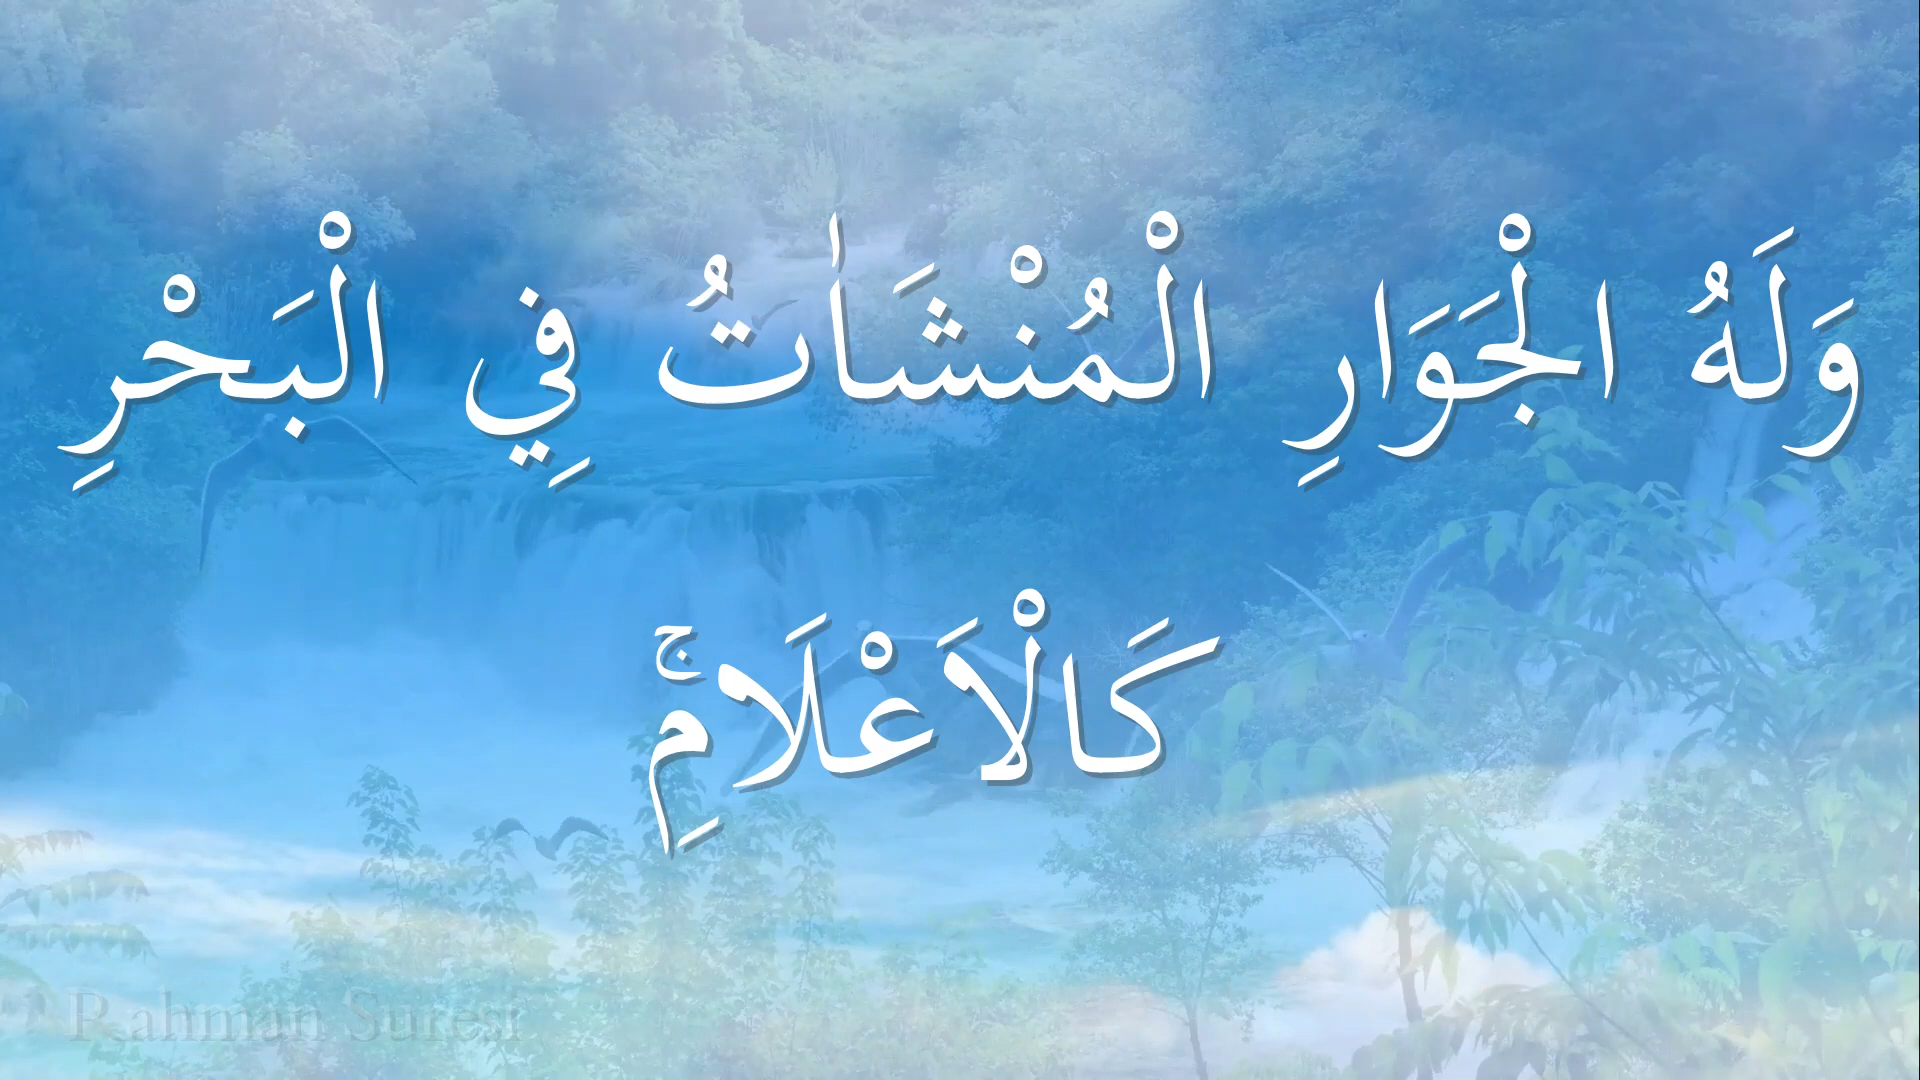 وَلَهُ الْجَوَارِ الْمُنْشَاٰتُ فِي الْبَحْرِ
كَالْاَعْلَامِۚ
Rahman Suresi